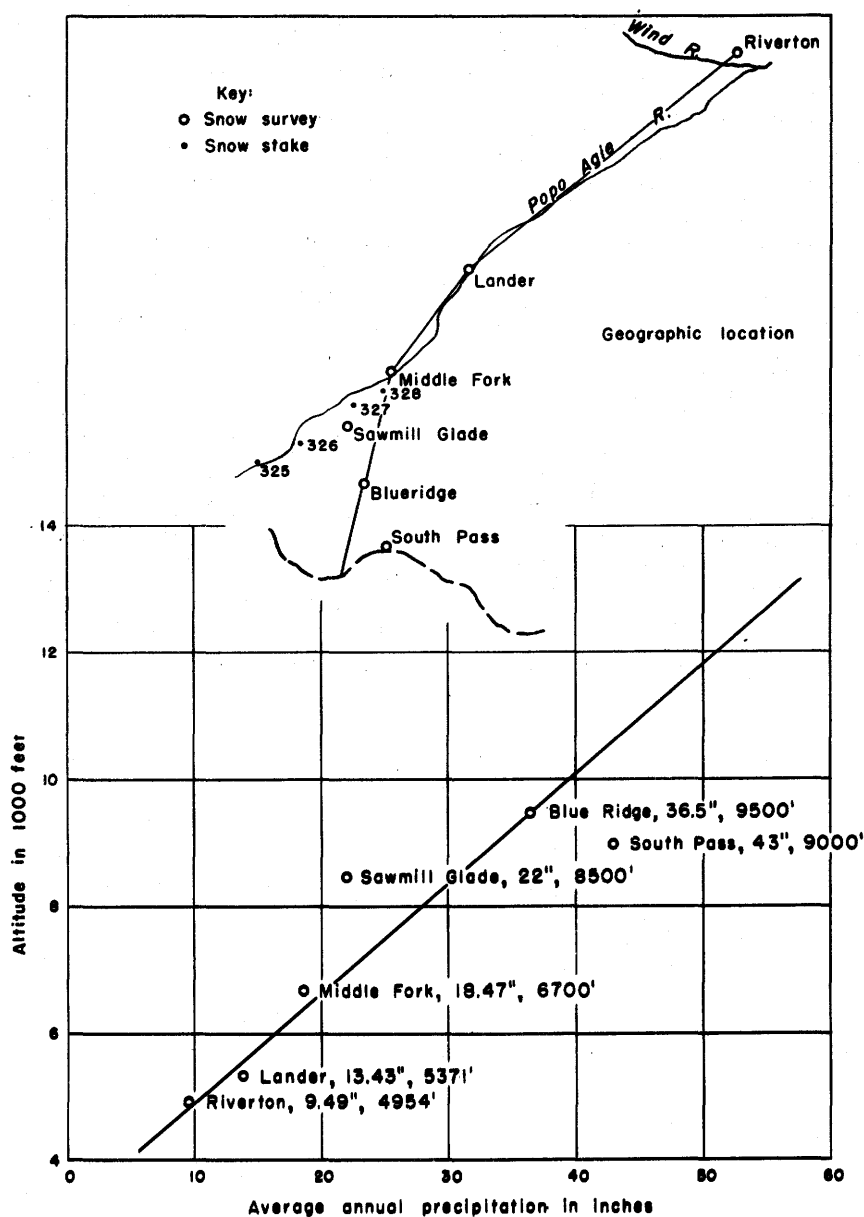 Wind R.
Riverton
Key:
Snow survey
Snow stake
Popo Agie R.
Lander
Geographic location
Middle Fork
328
327
Sawmill Glade
326
325
Blueridge
South Pass
14
12
10
8
6
4
Altitude in 1000 feet
Blue Ridge, 36.5", 9500'
South Pass, 43", 9000'
Sawmill Glade, 22", 8500'
Middle Fork, 18.47", 6700'
Lander, 13.43", 5371'
Riverton, 9.49", 4954'
0 10 20 30 40 50 60
Average annual precipitation in inches